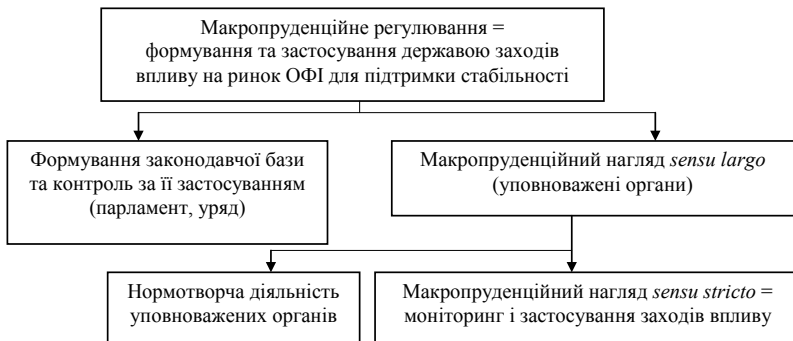 Макропруденційне регулювання =
формування та застосування державою заходів
впливу на ринок ОФІ для підтримки стабільності
Формування законодавчої бази
та контроль за її застосуванням
(парламент, уряд)
Макропруденційний нагляд sensu largo
(уповноважені органи)
Нормотворча діяльність
уповноважених органів
Макропруденційний нагляд sensu stricto =
моніторинг і застосування заходів впливу